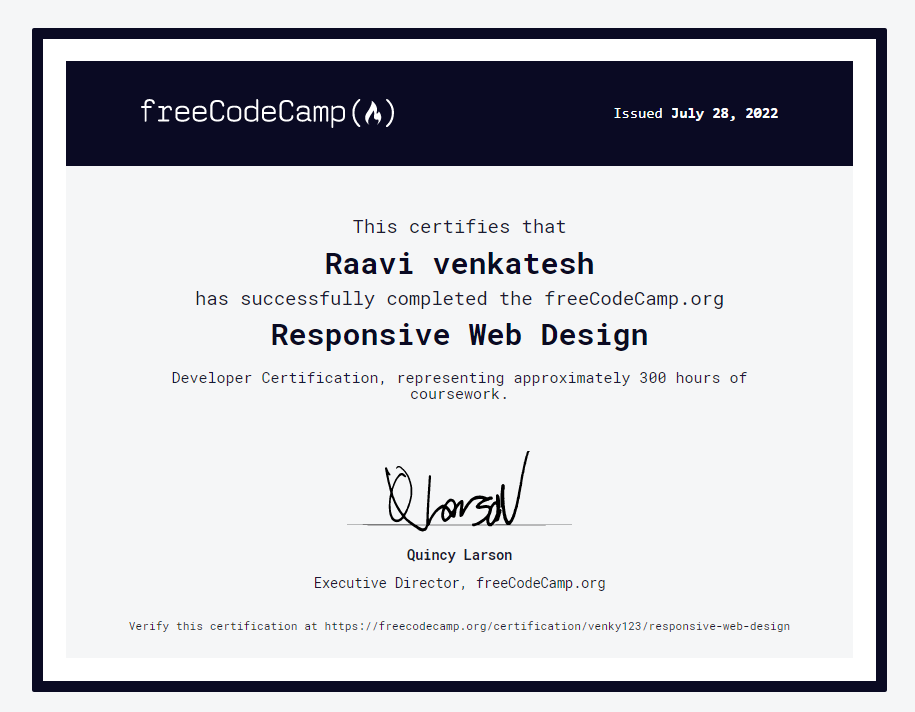 freeCodeCamp(🔥)
Issued July 28, 2022
This certifies that
Raavi venkatesh
has successfully completed the freeCodeCamp.org
Responsive Web Design
Developer Certification, representing approximately 300 hours of
coursework.
Q Larson
Quincy Larson
Executive Director, freeCodeCamp.org
Verify this certification at https://freecodecamp.org/certification/venky123/responsive-web-design